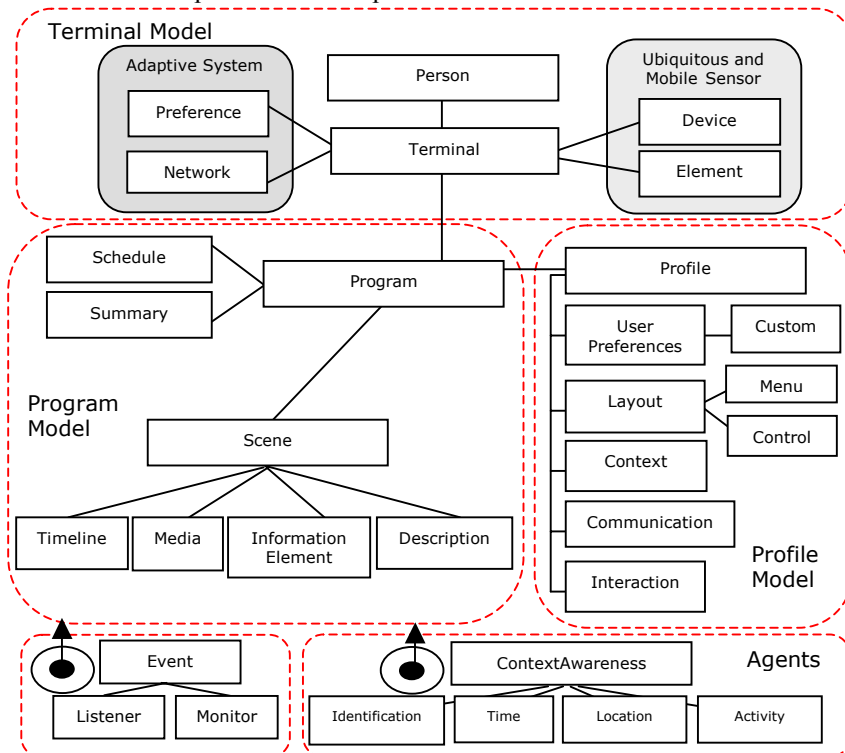 Terminal Model
Adaptive System
Preference
Network
Person
Terminal
Ubiquitous and
Mobile Sensor
Device
Element
Schedule
Summary
Program
Program
Model
Scene
Timeline
Media
Information
Element
Description
Profile
User
Preferences
Custom
Layout
Menu
Control
Context
Communication
Interaction
Profile
Model
Event
Listener
Monitor
ContextAwareness
Agents
Identification
Time
Location
Activity